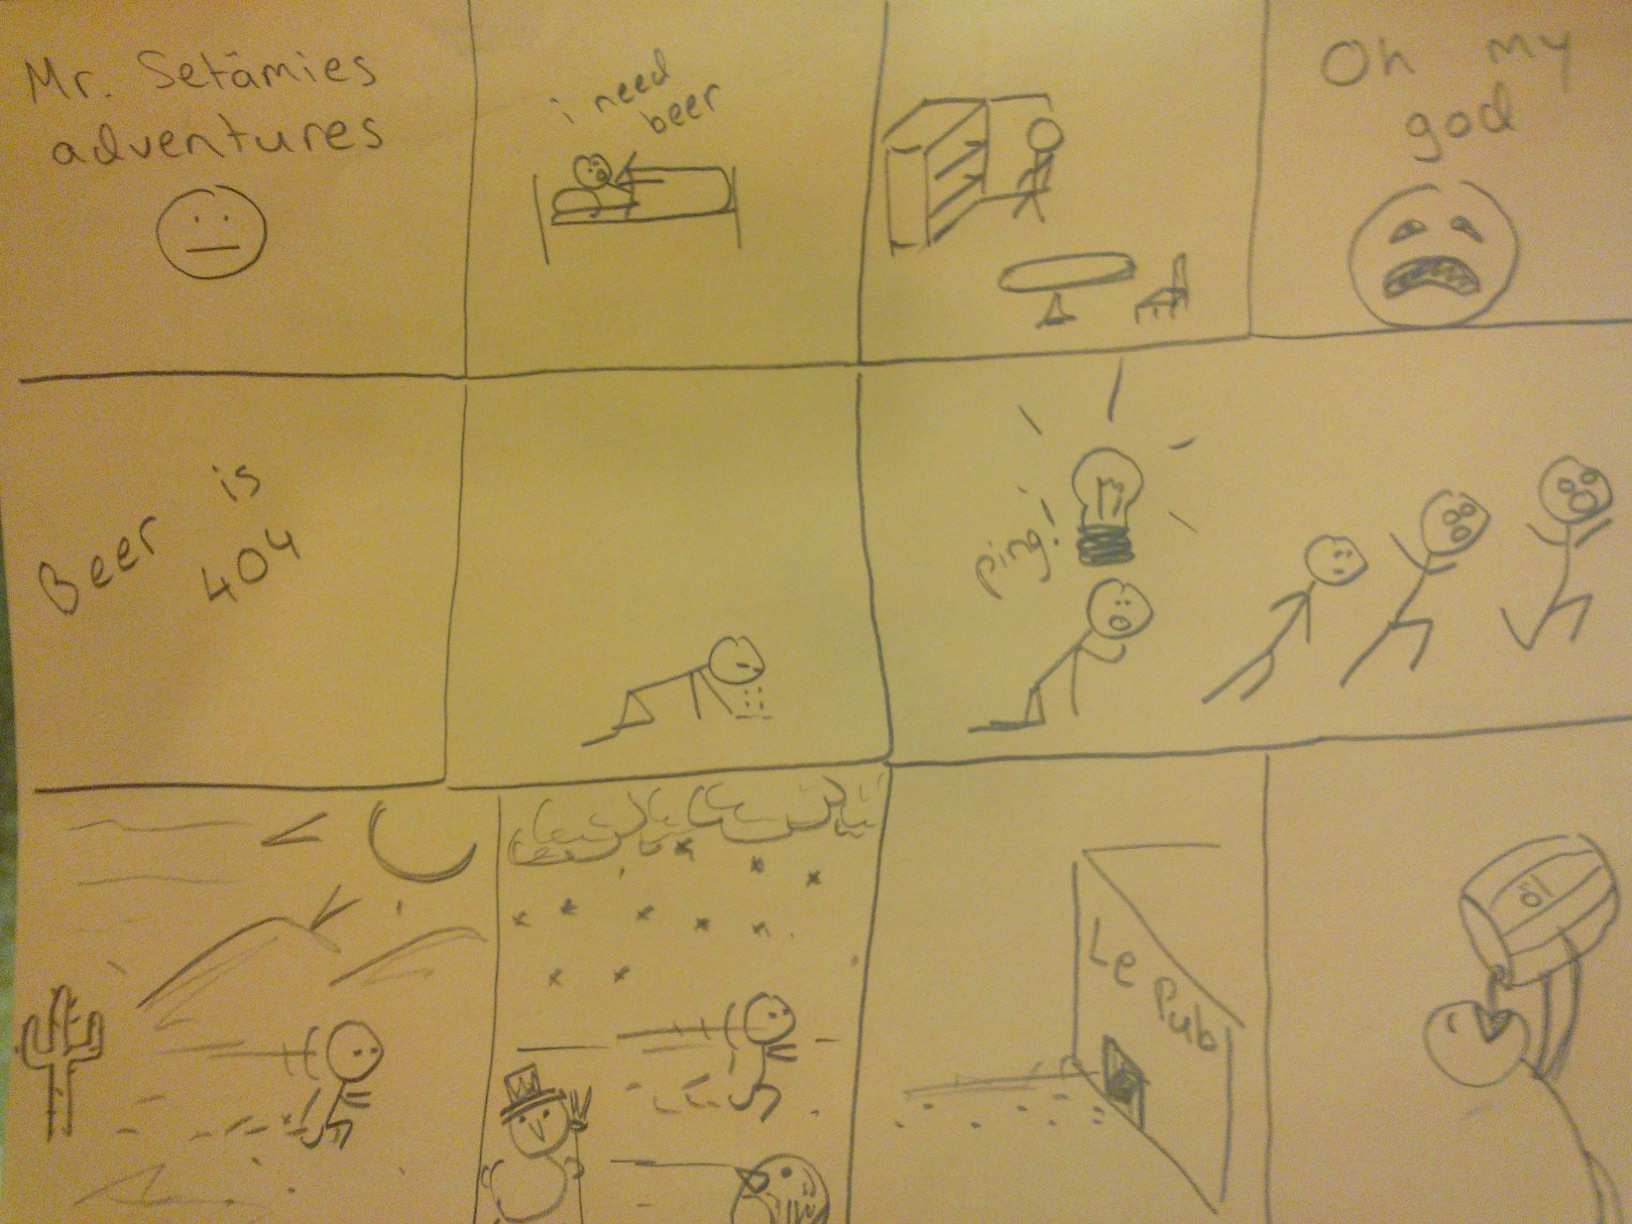 Mr. Setämies
adventures
i need
beer
Oh my
god
Beer is
404
ping!
Le Pub
öl